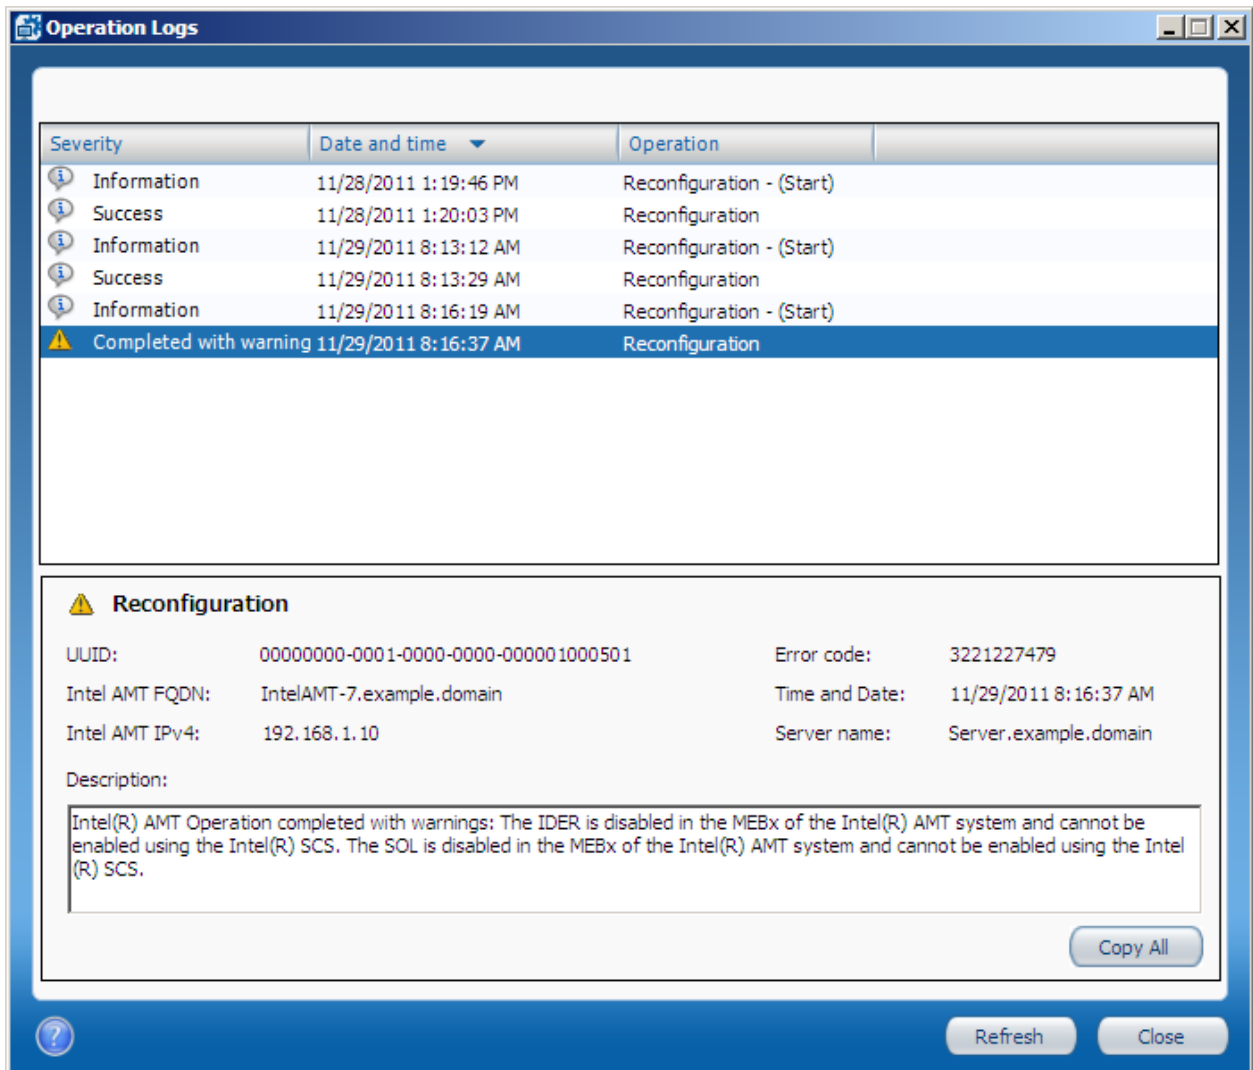 Operation Logs
Severity Date and time Operation
Information 11/28/2011 1:19:46 PM Reconfiguration - (Start)
Success 11/28/2011 1:20:03 PM Reconfiguration
Information 11/29/2011 8:13:12 AM Reconfiguration - (Start)
Success 11/29/2011 8:13:29 AM Reconfiguration
Information 11/29/2011 8:16:19 AM Reconfiguration - (Start)
Completed with warning 11/29/2011 8:16:37 AM Reconfiguration
Reconfiguration
UUID: 00000000-0001-0000-0000-000001000501 Error code: 3221227479
Intel AMT FQDN: IntelAMT-7.example.domain Time and Date: 11/29/2011 8:16:37 AM
Intel AMT IPv4: 192.168.1.10 Server name: Server.example.domain
Description:
Intel(R) AMT Operation completed with warnings: The IDER is disabled in the MEBx of the Intel(R) AMT system and cannot be
enabled using the Intel(R) SCS. The SOL is disabled in the MEBx of the Intel(R) AMT system and cannot be enabled using the Intel
(R) SCS.
Copy All
? Refresh Close